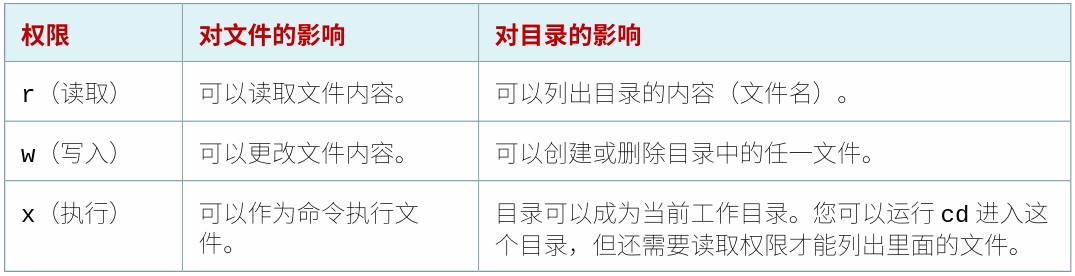 权限 对文件的影响 对目录的影响
r（读取） 可以读取文件内容。 可以列出目录的内容（文件名）。
w（写入） 可以更改文件内容。 可以创建或删除目录中的任一文件。
x（执行） 可以作为命令执行文 目录可以成为当前工作目录。您可以运行 cd 进入这
件。 个目录，但还需要读取权限才能列出里面的文件。